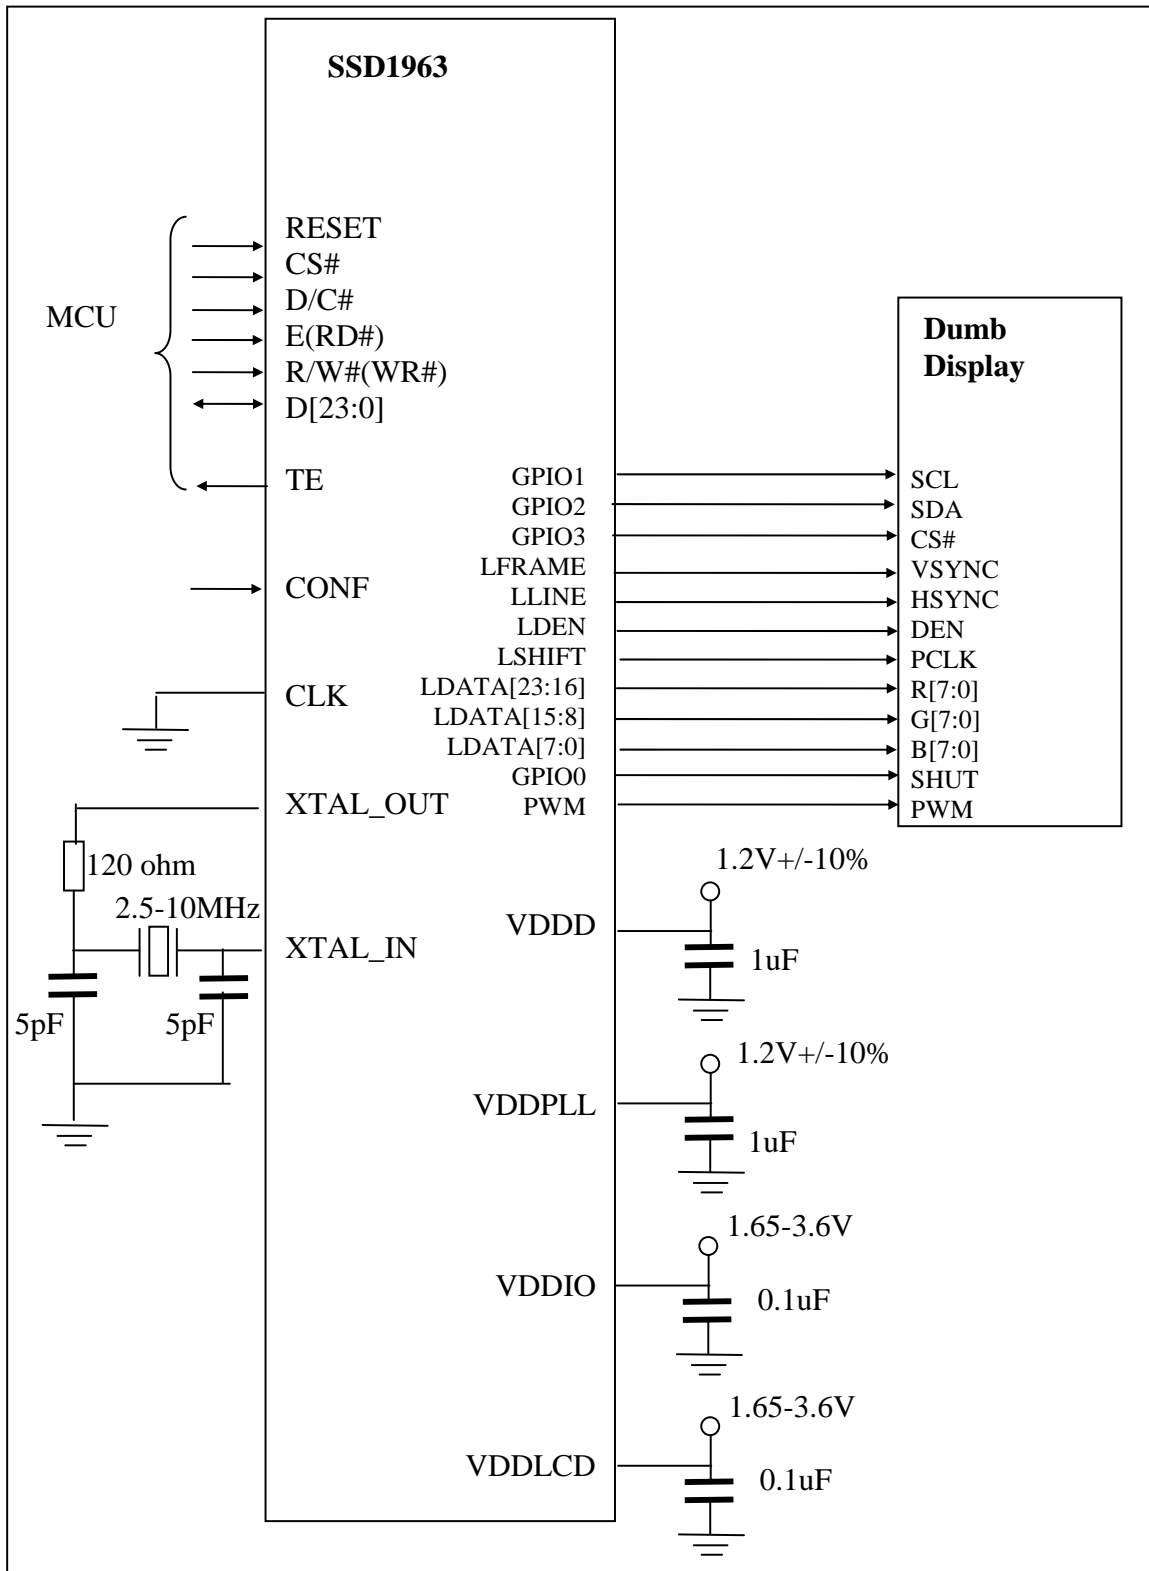 SSD1963
MCU
RESET
CS#
D/C#
E(RD#)
R/W#(WR#)
D[23:0]
TE
CONF
CLK
XTAL_OUT
120 ohm
2.5-10MHz
XTAL_IN
5pF
5pF
GPIO1
GPIO2
GPIO3
LFRAME
LLINE
LDEN
LSHIFT
LDATA[23:16]
LDATA[15:8]
LDATA[7:0]
GPIO0
PWM
Dumb
Display
SCL
SDA
CS#
VSYNC
HSYNC
DEN
PCLK
R[7:0]
G[7:0]
B[7:0]
SHUT
PWM
1.2V+/-10%
VDDD
1uF
1.2V+/-10%
VDDPLL
1uF
1.65-3.6V
VDDIO
0.1uF
1.65-3.6V
VDDLCD
0.1uF